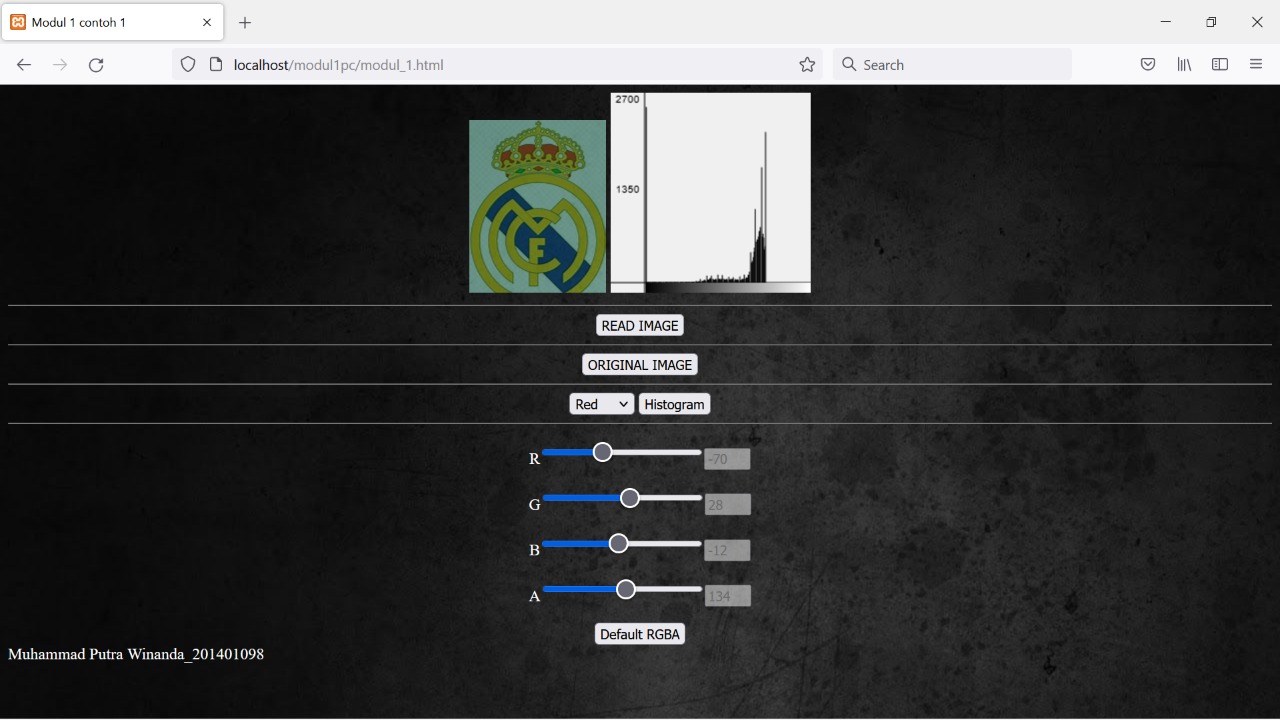 Modul 1 contoh 1
localhost/modul1pc/modul_1.html
Search
2700
1350
MCF
READ IMAGE
ORIGINAL IMAGE
Red Histogram
R -70
G 28
B -12
A 134
Default RGBA
Muhammad Putra Winanda_201401098